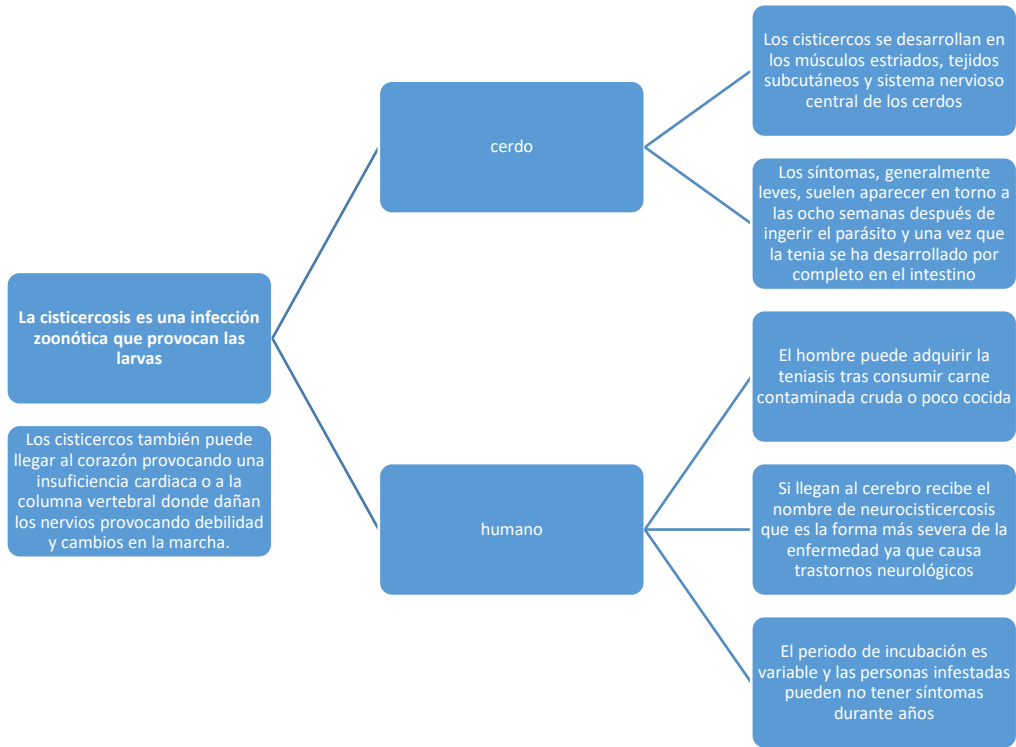 La cisticercosis es una infección
zoonótica que provocan las
larvas
Los cisticercos también puede
llegar al corazón provocando una
insuficiencia cardiaca o a la
columna vertebral donde dañan
los nervios provocando debilidad
y cambios en la marcha.
cerdo
Los cisticercos se desarrollan en
los músculos estriados, tejidos
subcutáneos y sistema nervioso
central de los cerdos
Los síntomas, generalmente
leves, suelen aparecer en torno a
las ocho semanas después de
ingerir el parásito y una vez que
la tenia se ha desarrollado por
completo en el intestino
humano
El hombre puede adquirir la
teniasis tras consumir carne
contaminada cruda o poco cocida
Si llegan al cerebro recibe el
nombre de neurocisticercosis
que es la forma más severa de la
enfermedad ya que causa
trastornos neurológicos
El periodo de incubación es
variable y las personas infestadas
pueden no tener síntomas
durante años